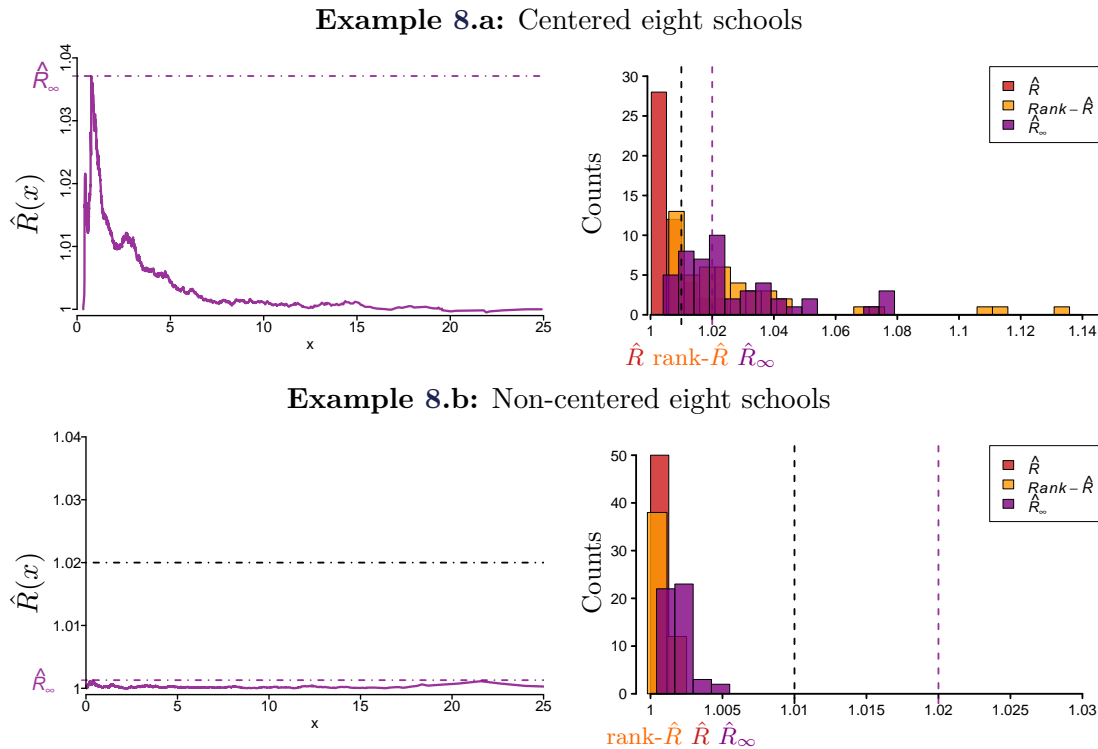 Example 8.a: Centered eight schools
R̂∞
R̂(x)
1
1.01
1.02
1.03
1.04
0 5 10 15 20 25
x
Counts
0
5
10
15
20
25
30
1 1.02 1.04 1.06 1.08 1.1 1.12 1.14
R̂
Rank − R̂
R̂∞
R̂ rank-R̂ R̂∞
Example 8.b: Non-centered eight schools
R̂∞
R̂(x)
1
1.01
1.02
1.03
1.04
0 5 10 15 20 25
x
Counts
0
10
20
30
40
50
1 1.005 1.01 1.015 1.02 1.025 1.03
R̂
Rank − R̂
R̂∞
rank-R̂ R̂ R̂∞